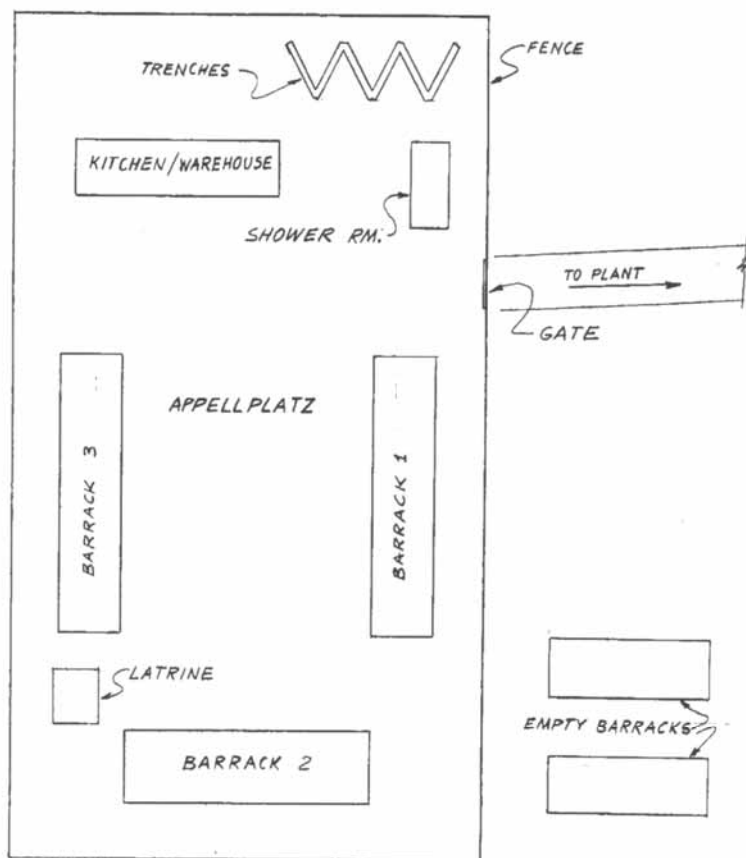 TRENCHES
FENCE
KITCHEN/WAREHOUSE
SHOWER RM.
TO PLANT
GATE
APPELLPLATZ
BARRACK 3
BARRACK 1
LATRINE
EMPTY BARRACKS
BARRACK 2